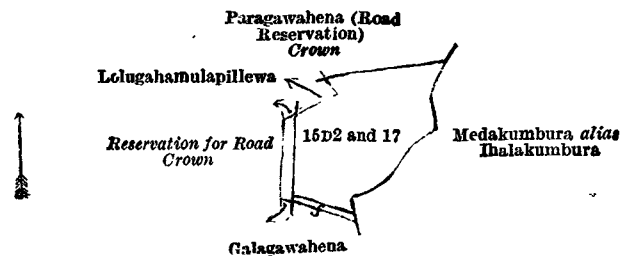 Paragawahena (Road
Reservation)
Crown
Lolugahamulapillewa
Reservation for Road
Crown
15D2 and 17
Medakumbura alias
Ihalakumbura
Galagawahena